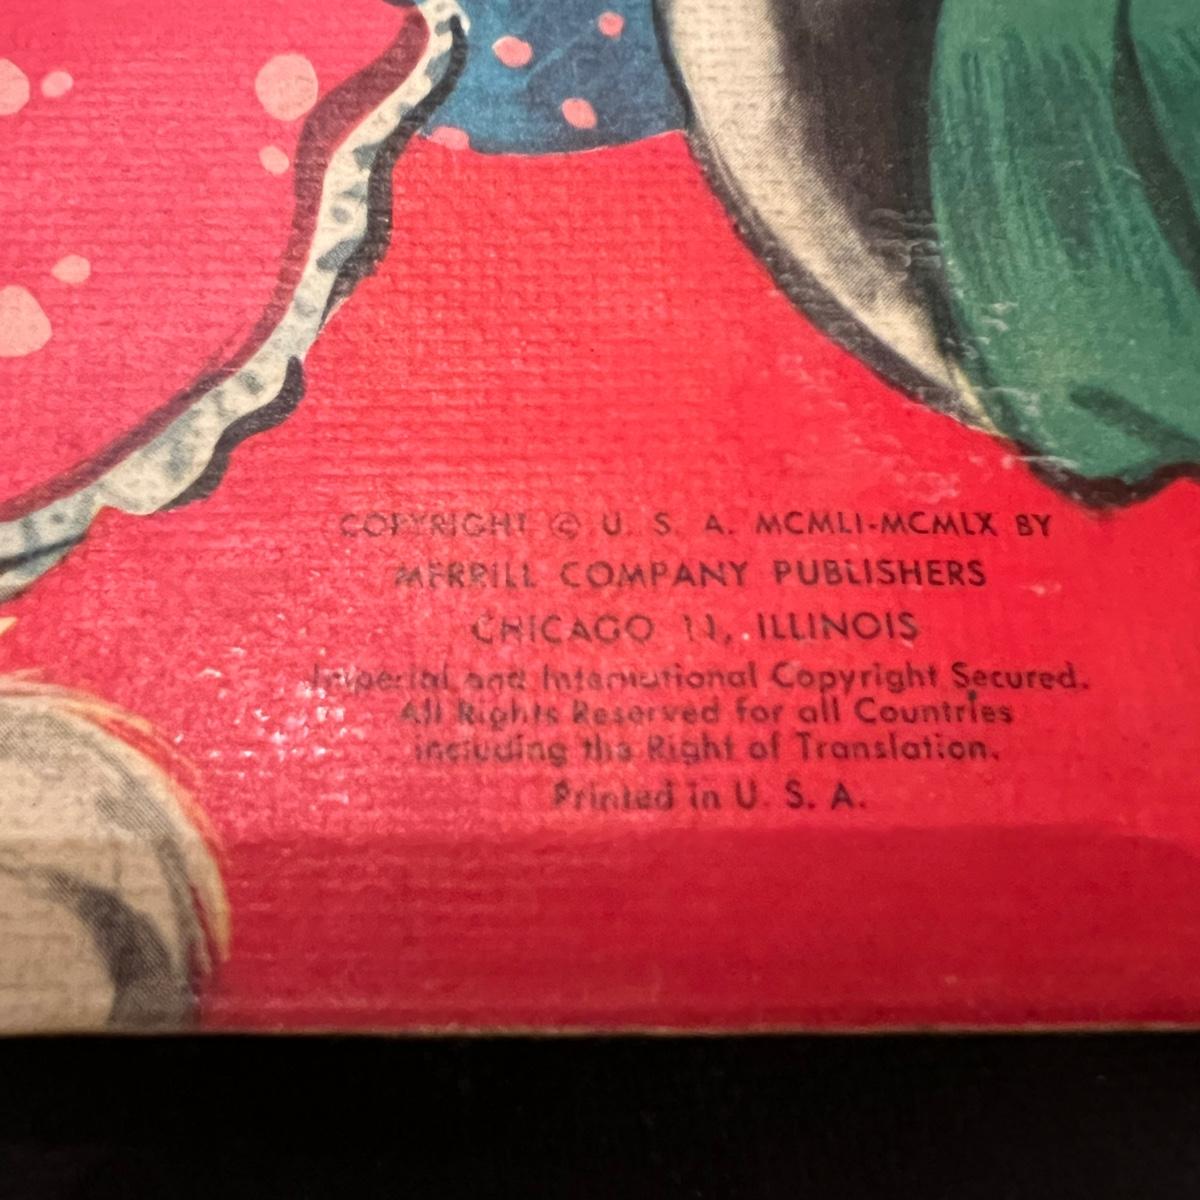 COPYRIGHT © U. S. A. MCMLI-MCMLX BY
MERRILL COMPANY PUBLISHERS
CHICAGO 11, ILLINOIS
Imperial and International Copyright Secured.
All Rights Reserved for all Countries
including the Right of Translation.
Printed in U. S. A.